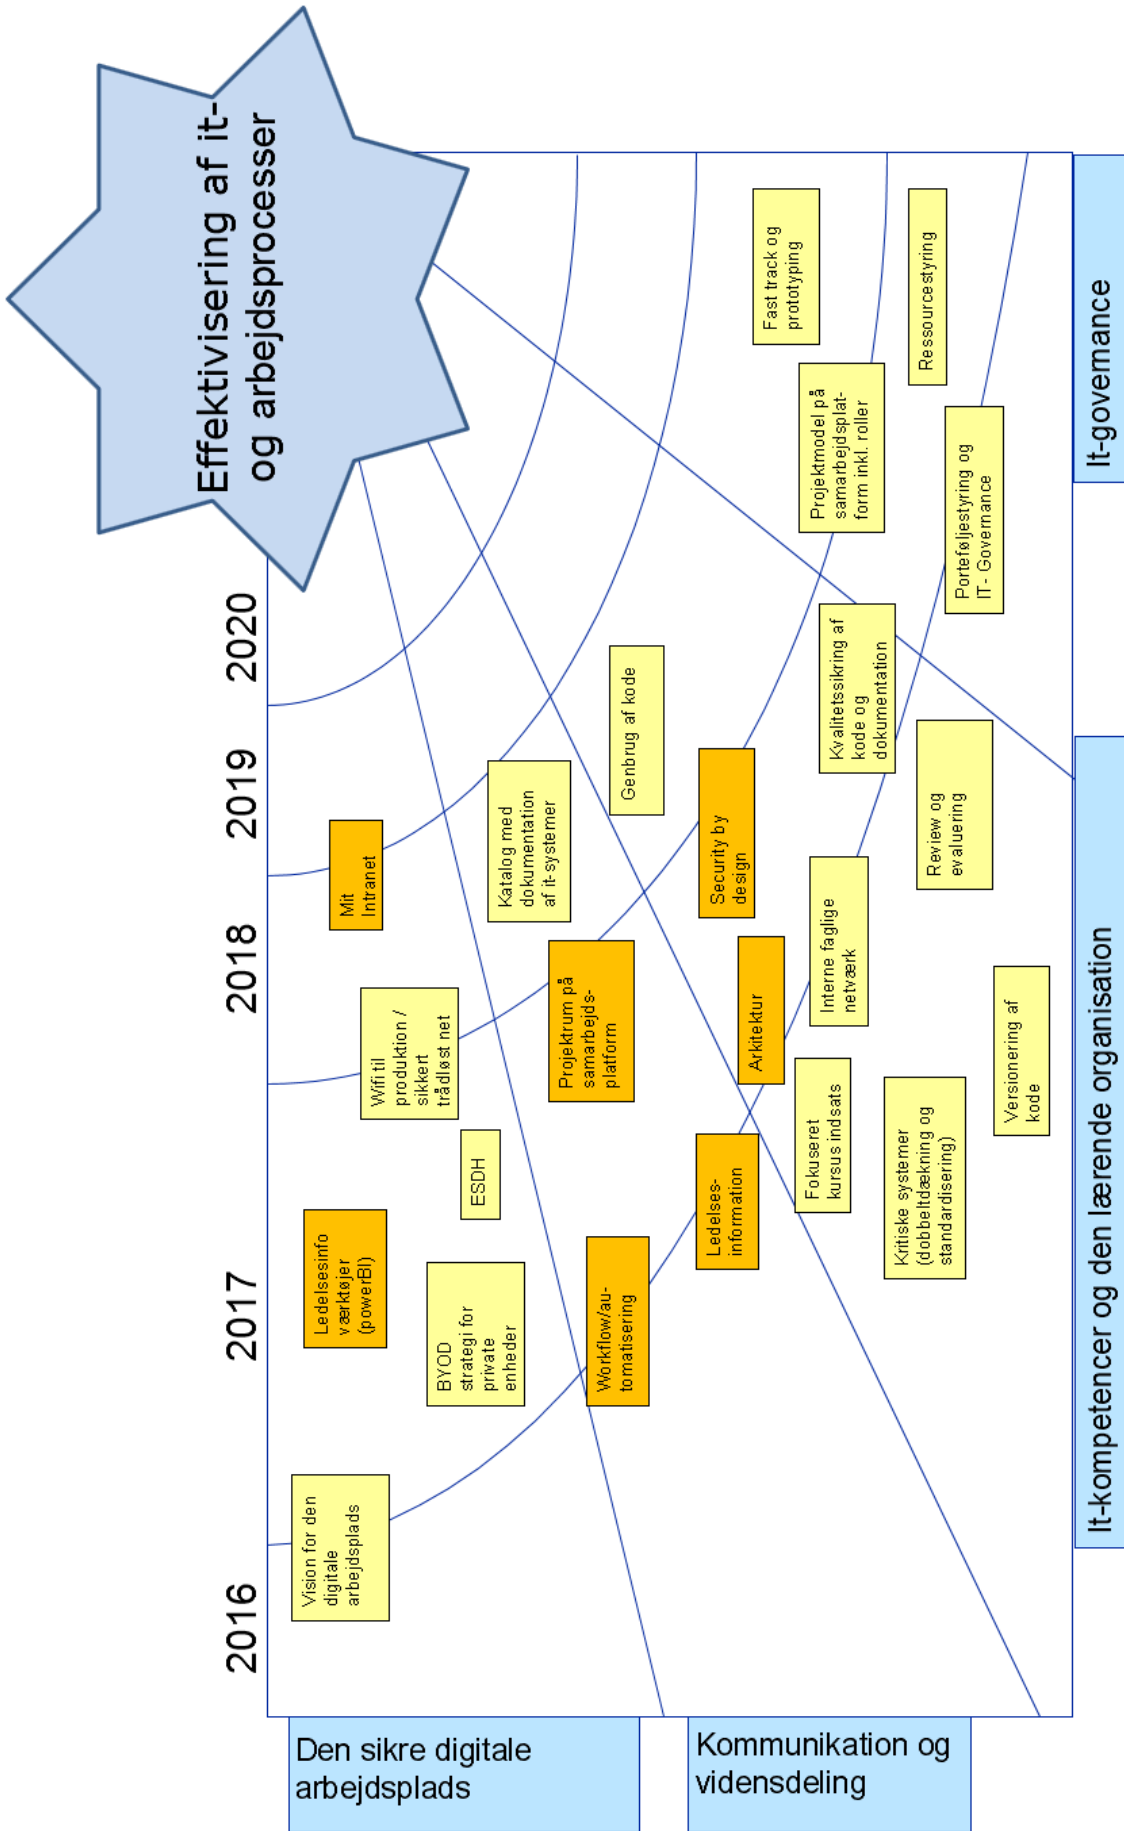 Effektivisering af it-
og arbejdsprocesser
2016
2017
2018
2019
2020
Den sikre digitale
arbejdsplads
Kommunikation og
vidensdeling
It-kompetencer og den lærende organisation
It-governance
Vision for den
digitale
arbejdsplads
Ledelsesinfo
værktøjer
(powerBI)
BYOD
strategi for
private
enheder
ESDH
Wifi til
produktion /
sikkert
trådløst net
Mit
Intranet
Workflow/au-
tomatisering
Projektrum på
samarbejds-
platform
Katalog med
dokumentation
af it-systemer
Genbrug af kode
Ledelses-
information
Arkitektur
Security by
design
Fokuseret
kursus indsats
Interne faglige
netværk
Kritiske systemer
(dobbeltdækning og
standardisering)
Versionering af
kode
Review og
evaluering
Kvalitetssikring af
kode og
dokumentation
Projektmodel på
samarbejdsplat-
form inkl. roller
Fast track og
prototyping
Porteføljestyring og
IT- Governance
Ressourcestyring